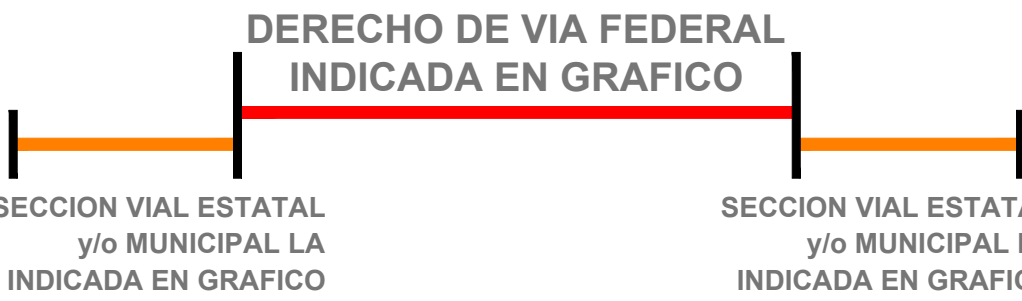 DERECHO DE VIA FEDERAL
INDICADA EN GRAFICO
SECCION VIAL ESTATAL
y/o MUNICIPAL LA
INDICADA EN GRAFICO
SECCION VIAL
y/o MUNICIPAL
INDICADA EN